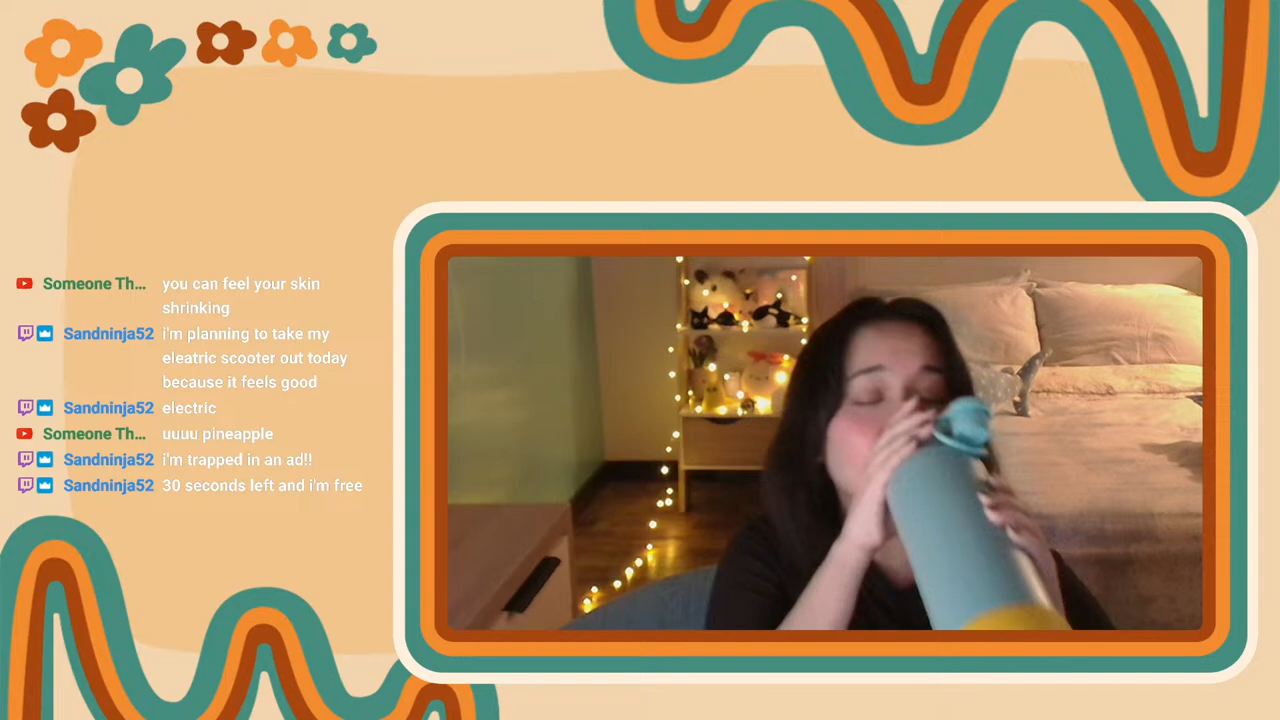 Someone Th... you can feel your skin
shrinking
Sandninja52 i'm planning to take my
eleatric scooter out today
because it feels good
Sandninja52 electric
Someone Th... uuuu pineapple
Sandninja52 i'm trapped in an ad!!
Sandninja52 30 seconds left and i'm free